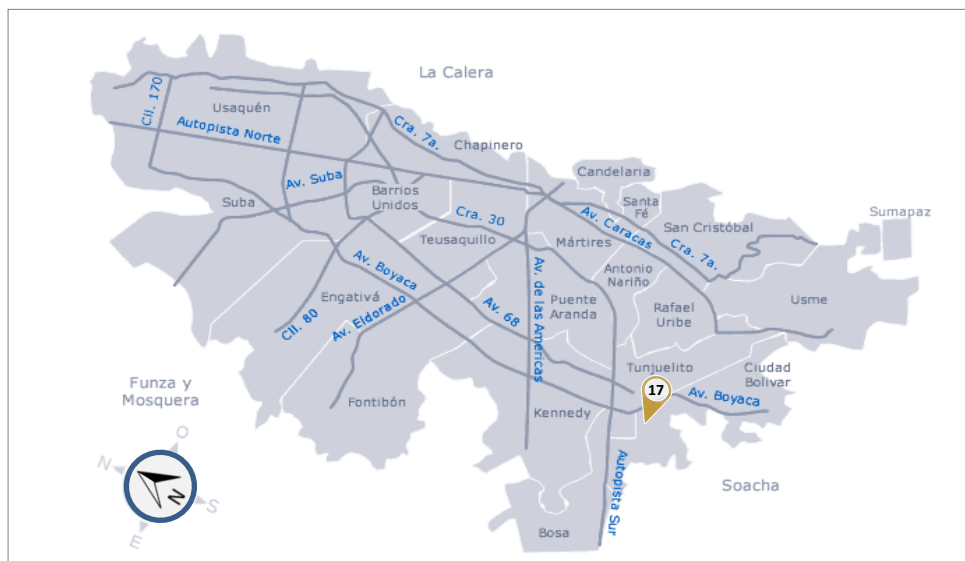 La Calera
Cll. 170
Usaquén
Autopista Norte
Cra. 7a.
Chapinero
Candelaria
Av. Suba
Barrios
Unidos
Santa
Fé
Suba
Cra. 30
Av. Caracas
San Cristóbal
Sumapaz
Teusaquillo
Mártires
Cra. 7a.
Av. Boyaca
Antonio
Nariño
Engativá
Av. de las Américas
Puente
Aranda
Usme
Cll. 80
Av. Eldorado
Av. 68
Rafael
Uribe
Tunjuelito
Ciudad
Bolivar
Funza y
Mosquera
17
Av. Boyaca
Fontibón
Kennedy
O
N
N
S
E
Autopista Sur
Soacha
Bosa